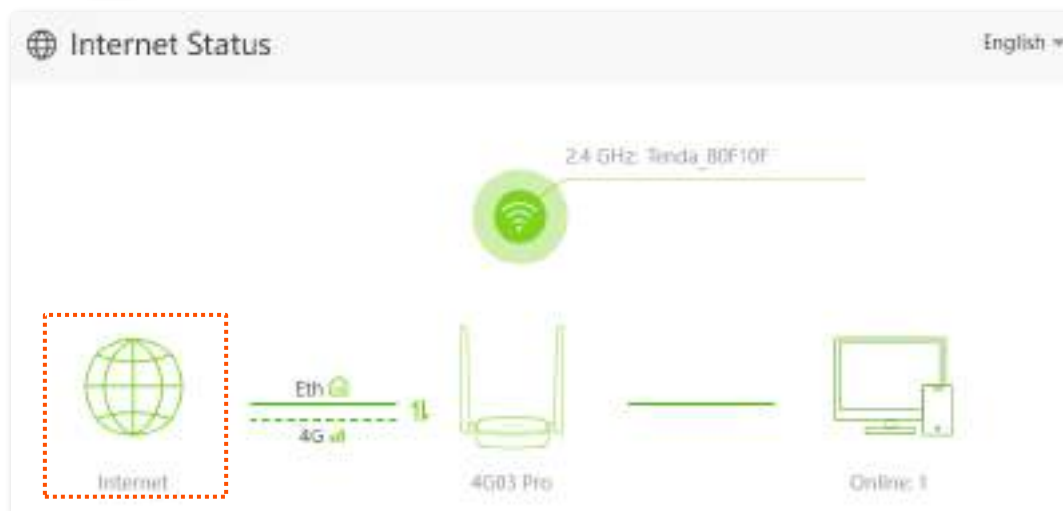 Internet Status
English
2.4 GHz: Tenda_80F10F
Eth
4G
Internet
4G03 Pro
Online: 1